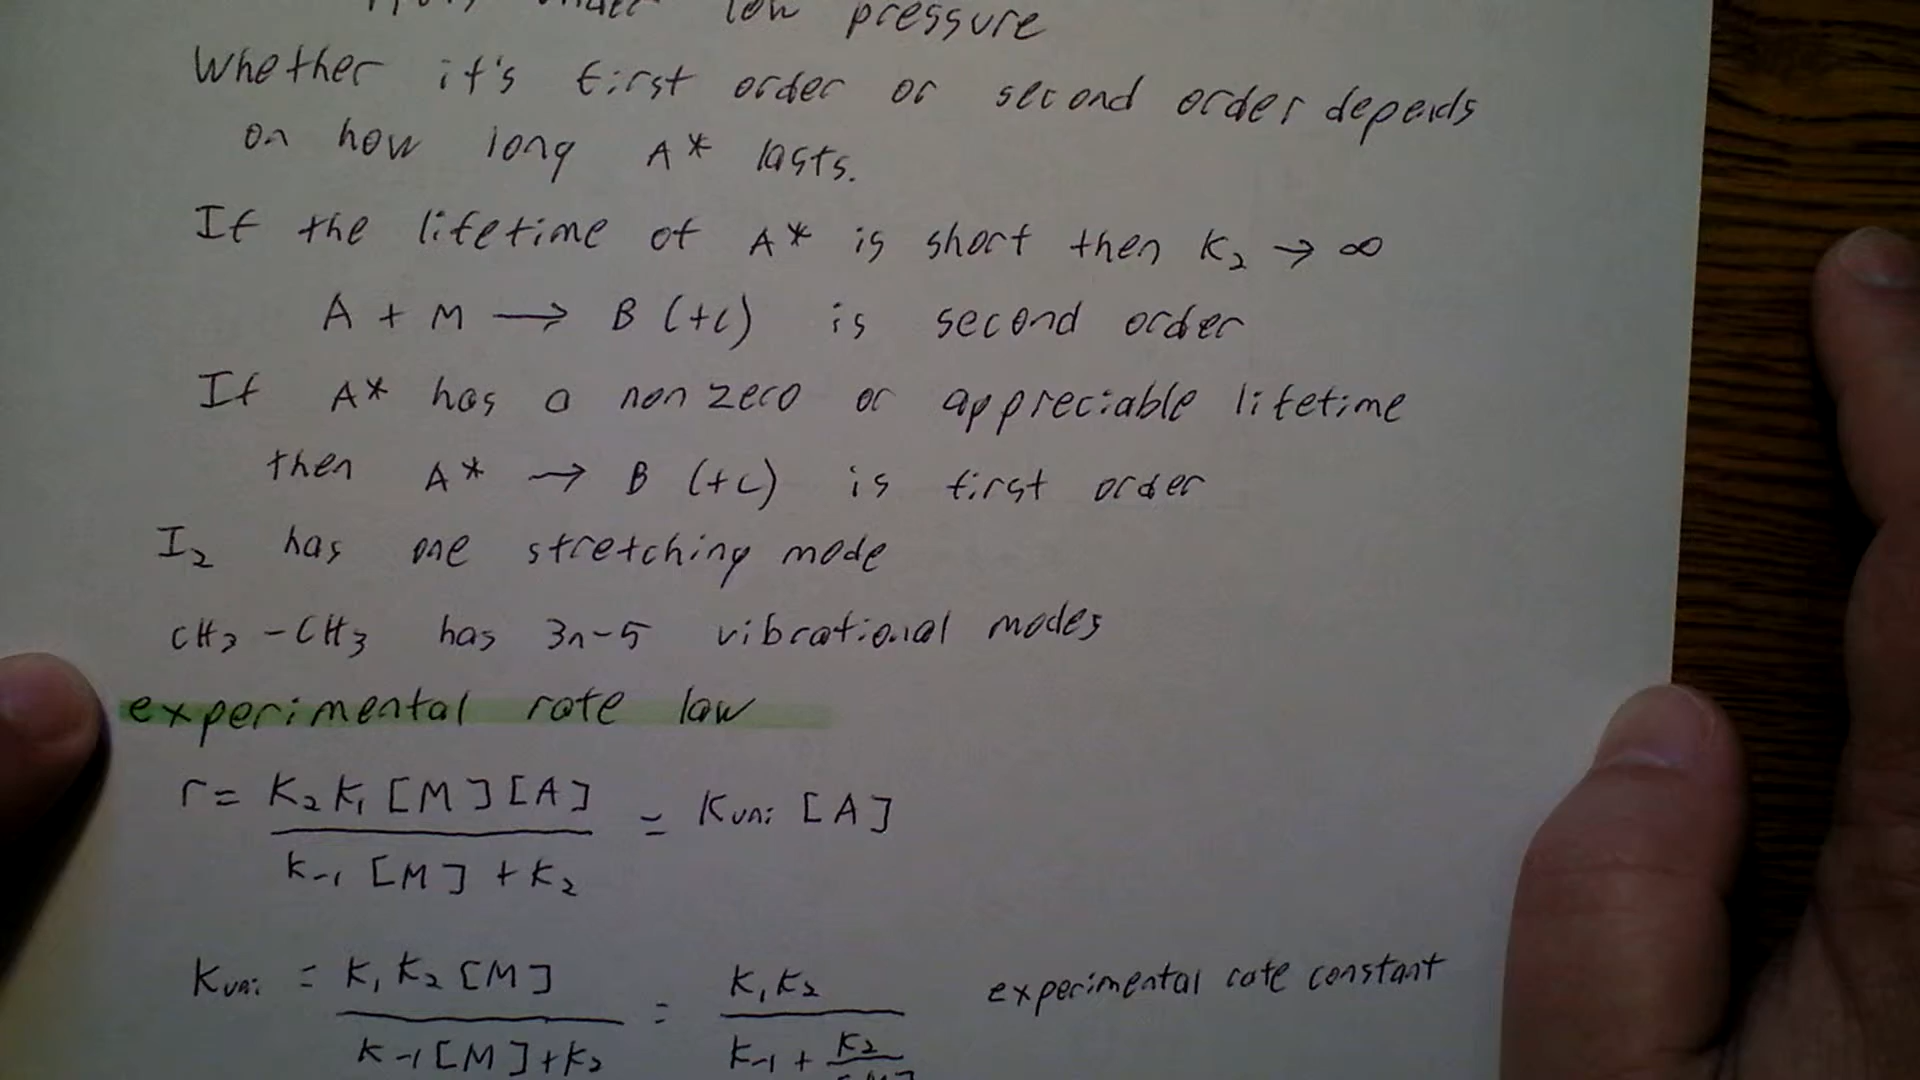 under low pressure
Whether it's first order or second order depends
on how long A* lasts.
If the lifetime of A* is short then K₂ → ∞
A + M → B (+C) is second order
If A* has a nonzero or appreciable lifetime
then A* → B (+C) is first order
I₂ has one stretching mode
CH₃ - CH₃ has 3n-5 vibrational modes
experimental rate law
r = K₂K₁[M][A] / K₋₁[M] + K₂ = Kuni [A]
Kuni = K₁K₂[M] / K₋₁[M] + K₂ = K₁K₂ / K₋₁ + K₂/[M] experimental rate constant